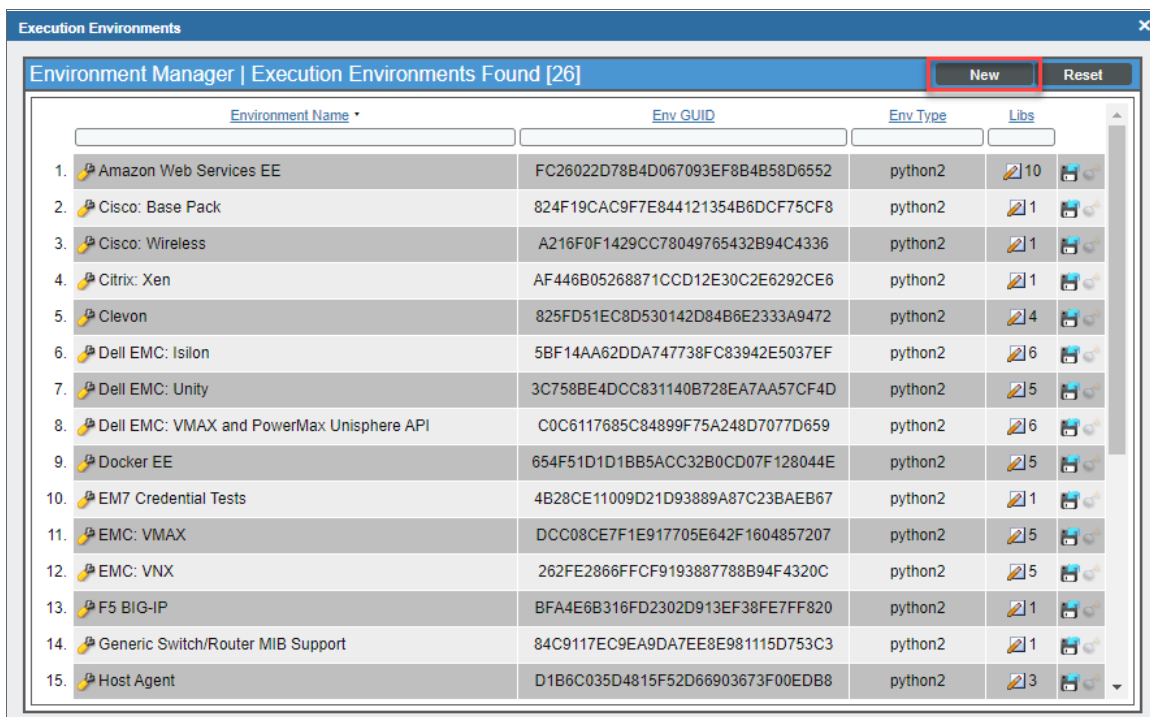 Execution Environments
Environment Manager | Execution Environments Found [26] New Reset
Environment Name Env GUID Env Type Libs
1. Amazon Web Services EE FC26022D78B4D067093EF8B4B58D6552 python2 10
2. Cisco: Base Pack 824F19CAC9F7E844121354B6DCF75CF8 python2 1
3. Cisco: Wireless A216F0F1429CC78049765432B94C4336 python2 1
4. Citrix: Xen AF446B05268871CCD12E30C2E6292CE6 python2 1
5. Clevon 825FD51EC8D530142D84B6E2333A9472 python2 4
6. Dell EMC: Isilon 5BF14AA62DDA747738FC83942E5037EF python2 6
7. Dell EMC: Unity 3C758BE4DCC831140B728EA7AA57CF4D python2 5
8. Dell EMC: VMAX and PowerMax Unisphere API C0C6117685C84899F75A248D7077D659 python2 6
9. Docker EE 654F51D1D1BB5ACC32B0CD07F128044E python2 5
10. EM7 Credential Tests 4B28CE11009D21D93889A87C23BAEB67 python2 1
11. EMC: VMAX DCC08CE7F1E917705E642F1604857207 python2 5
12. EMC: VNX 262FE2866FFCF9193887788B94F4320C python2 5
13. F5 BIG-IP BFA4E6B316FD2302D913EF38FE7FF820 python2 1
14. Generic Switch/Router MIB Support 84C9117EC9EA9DA7EE8E981115D753C3 python2 1
15. Host Agent D1B6C035D4815F52D66903673F00EDB8 python2 3